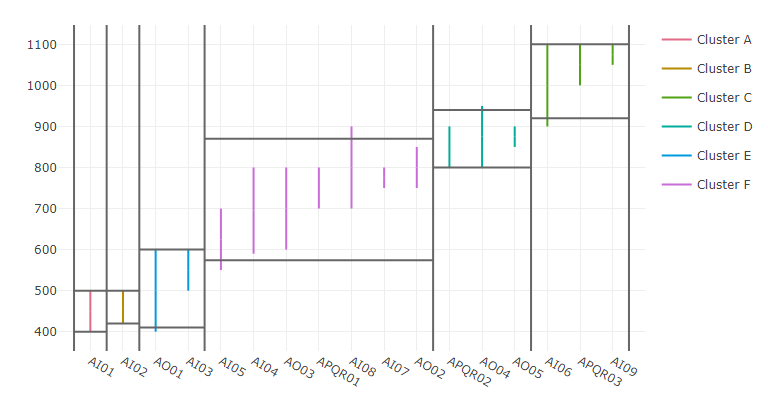 1100
1000
900
800
700
600
500
400
AI01
AI02
AO01
AI03
AI05
AI04
AO03
APQR01
AI08
AI07
AO02
APQR02
AO04
AO05
AI06
APQR03
AI09
Cluster A
Cluster B
Cluster C
Cluster D
Cluster E
Cluster F